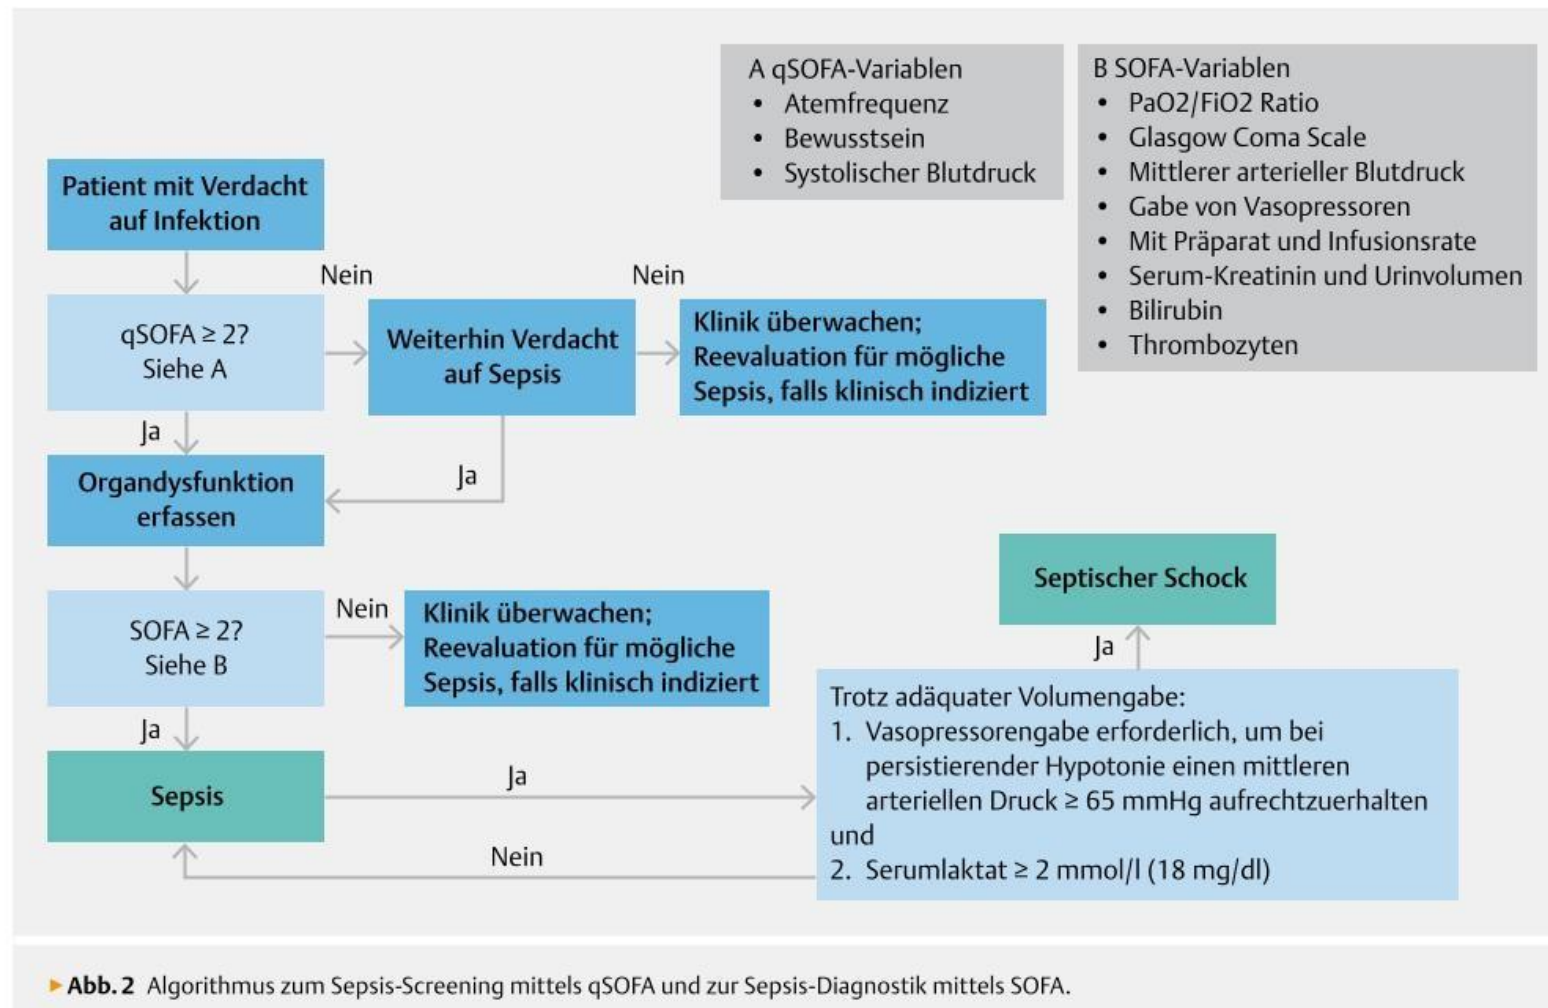 A qSOFA-Variablen
• Atemfrequenz
• Bewusstsein
• Systolischer Blutdruck
B SOFA-Variablen
• PaO2/FiO2 Ratio
• Glasgow Coma Scale
• Mittlerer arterieller Blutdruck
• Gabe von Vasopressoren
• Mit Präparat und Infusionsrate
• Serum-Kreatinin und Urinvolumen
• Bilirubin
• Thrombozyten
Patient mit Verdacht
auf Infektion
qSOFA ≥ 2?
Siehe A
Nein
Weiterhin Verdacht
auf Sepsis
Nein
Klinik überwachen;
Reevaluation für mögliche
Sepsis, falls klinisch indiziert
Ja
Ja
Organdysfunktion
erfassen
SOFA ≥ 2?
Siehe B
Nein
Klinik überwachen;
Reevaluation für mögliche
Sepsis, falls klinisch indiziert
Ja
Sepsis
Ja
Nein
Trotz adäquater Volumengabe:
1. Vasopressorengabe erforderlich, um bei
persistierender Hypotonie einen mittleren
arteriellen Druck ≥ 65 mmHg aufrechtzuerhalten
und
2. Serumlaktat ≥ 2 mmol/l (18 mg/dl)
Ja
Septischer Schock
▸ Abb. 2 Algorithmus zum Sepsis-Screening mittels qSOFA und zur Sepsis-Diagnostik mittels SOFA.